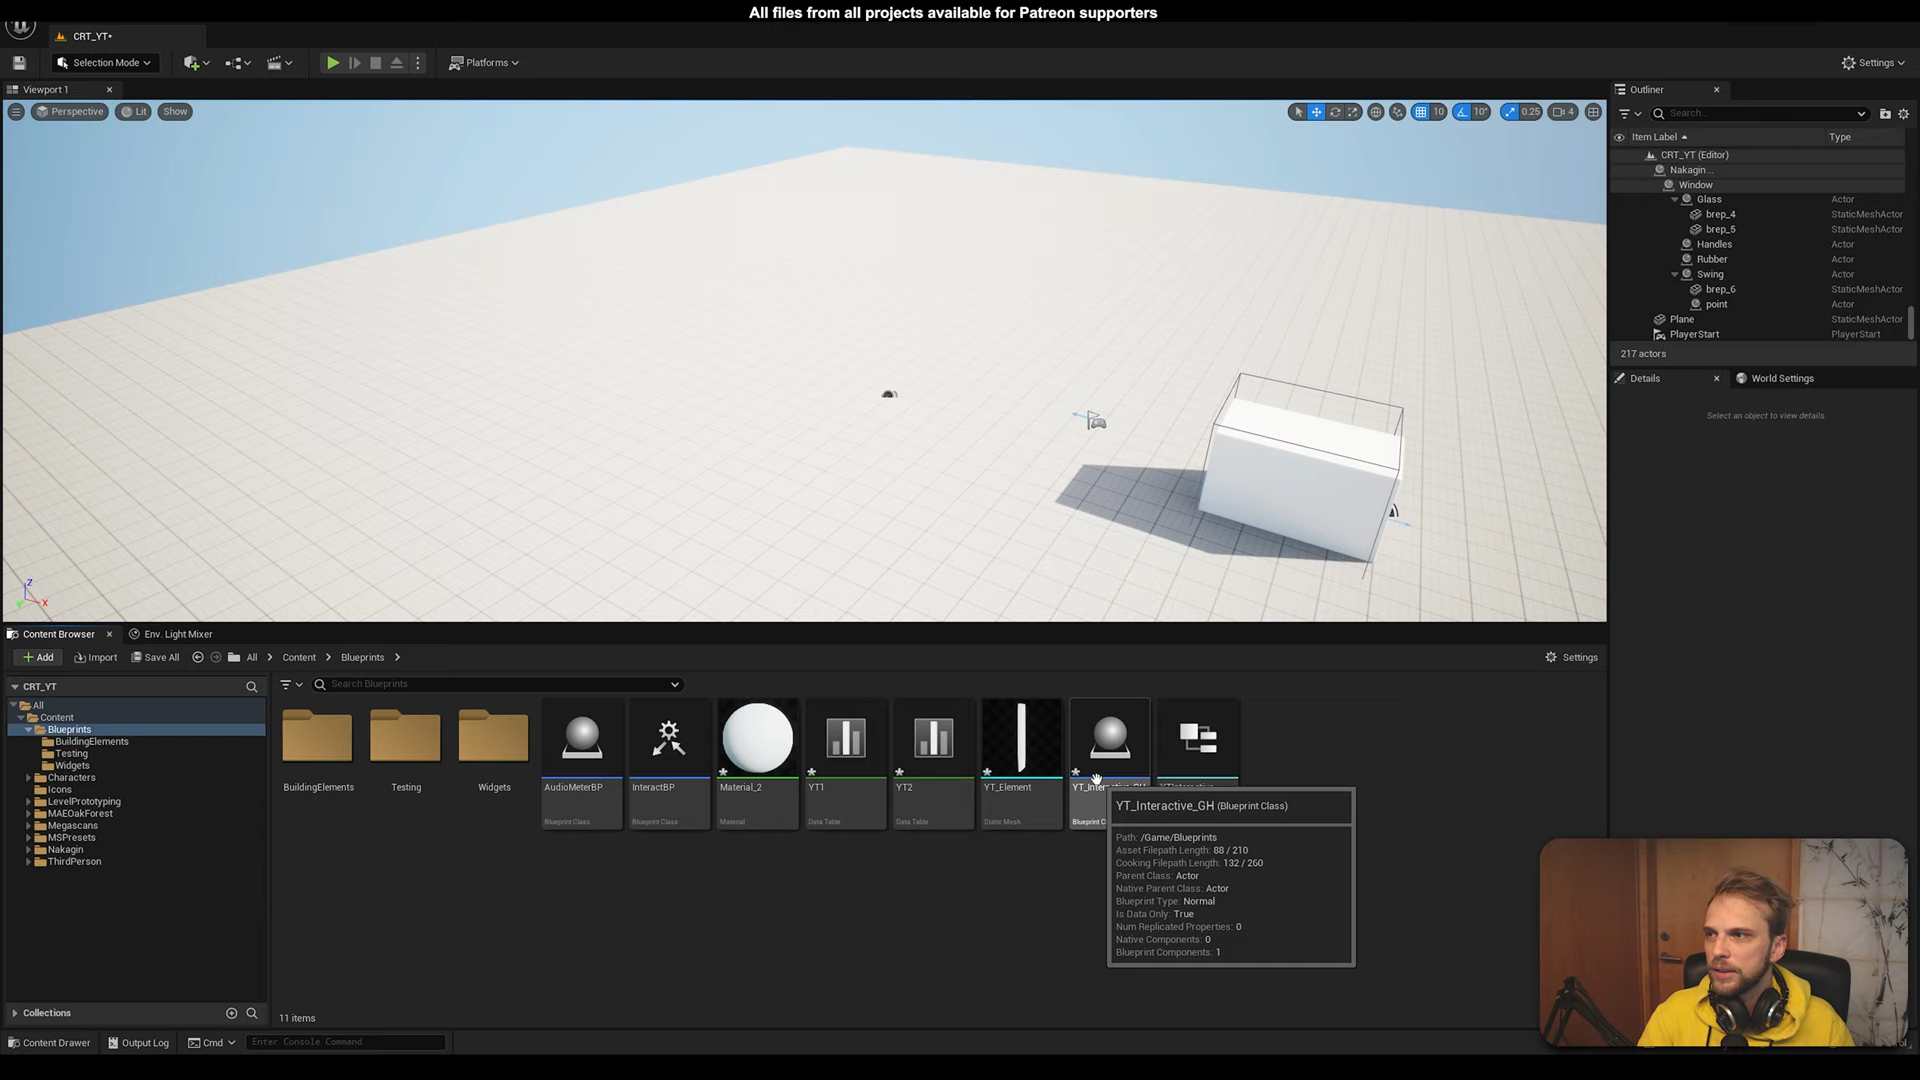 All files from all projects available for Patreon supporters
CRT_YT•
Selection Mode
Platforms
Settings
Viewport 1
Perspective
Lit
Show
10
10°
0.25
4
Outliner
Search...
Item Label
Type
CRT_YT (Editor)
Nakagin ...
Window
Glass Actor
brep_4 StaticMeshActor
brep_5 StaticMeshActor
Handles Actor
Rubber Actor
Swing Actor
brep_6 StaticMeshActor
point Actor
Plane StaticMeshActor
PlayerStart PlayerStart
217 actors
Details
World Settings
Select an object to view details.
Z
X
Content Browser
Env. Light Mixer
Add
Import
Save All
All
Content
Blueprints
Settings
CRT_YT
Search Blueprints
All
Content
Blueprints
BuildingElements
Testing
Widgets
Characters
Icons
LevelPrototyping
MAEOakForest
Megascans
MSPresets
Nakagin
ThirdPerson
BuildingElements
Testing
Widgets
AudioMeterBP
Blueprint Class
InteractBP
Blueprint Class
Material_2
Material
YT1
Data Table
YT2
Data Table
YT_Element
Static Mesh
YT_Interactive_GH (Blueprint Class)
Path: /Game/Blueprints
Asset Filepath Length: 88 / 210
Cooking Filepath Length: 132 / 260
Parent Class: Actor
Native Parent Class: Actor
Blueprint Type: Normal
Is Data Only: True
Num Replicated Properties: 0
Native Components: 0
Blueprint Components: 1
Collections
11 items
Content Drawer
Output Log
Cmd
Enter Console Command